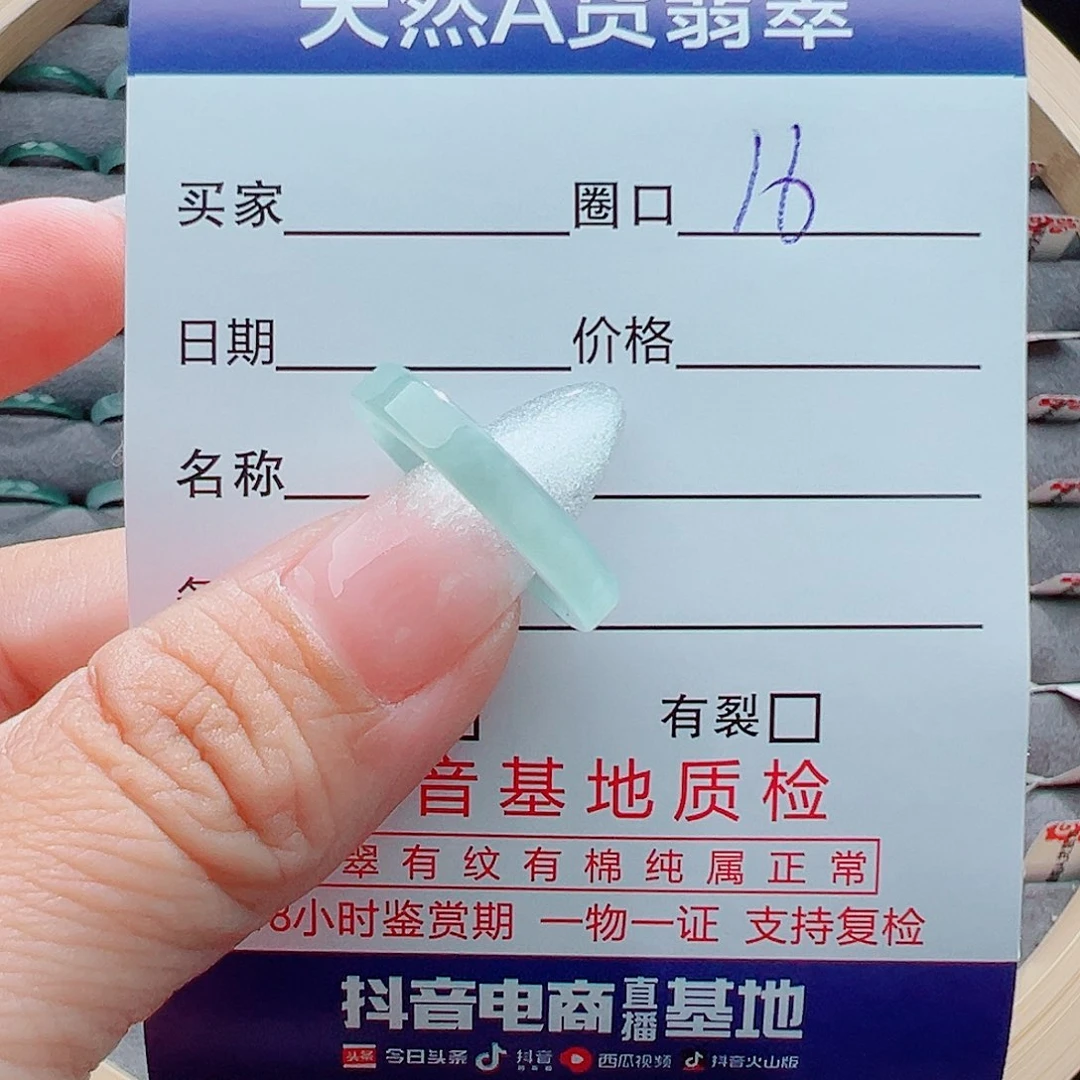 天然A货翡翠
买家 圈口 16
日期 价格
名称
有裂
音基地质检
翠有纹有棉纯属正常
8小时鉴赏期 一物一证 支持复检
抖音电商直播基地
头条 今日头条 抖音 西瓜视频 抖音火山版